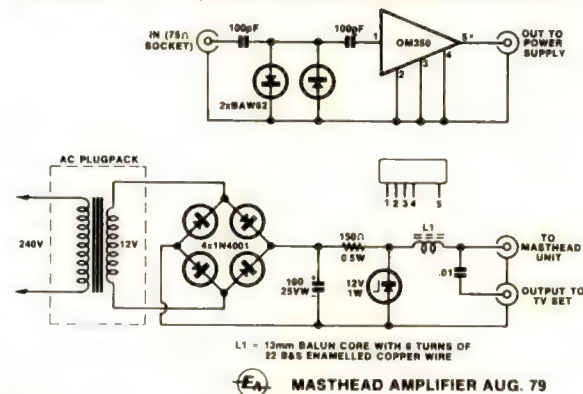 IN (75Ω
SOCKET)
100pF
100pF
1
OM350
5*
OUT TO
POWER
SUPPLY
2
3
4
2xBAW62
AC PLUGPACK
240V
12V
4x1N4001
1 2 3 4 5
150Ω
0.5W
L1
TO
MASTHEAD
UNIT
100
25VW
12V
1W
.01
OUTPUT TO
TV SET
L1 = 13mm BALUN CORE WITH 6 TURNS OF
22 B&S ENAMELLED COPPER WIRE
EA MASTHEAD AMPLIFIER AUG. 79